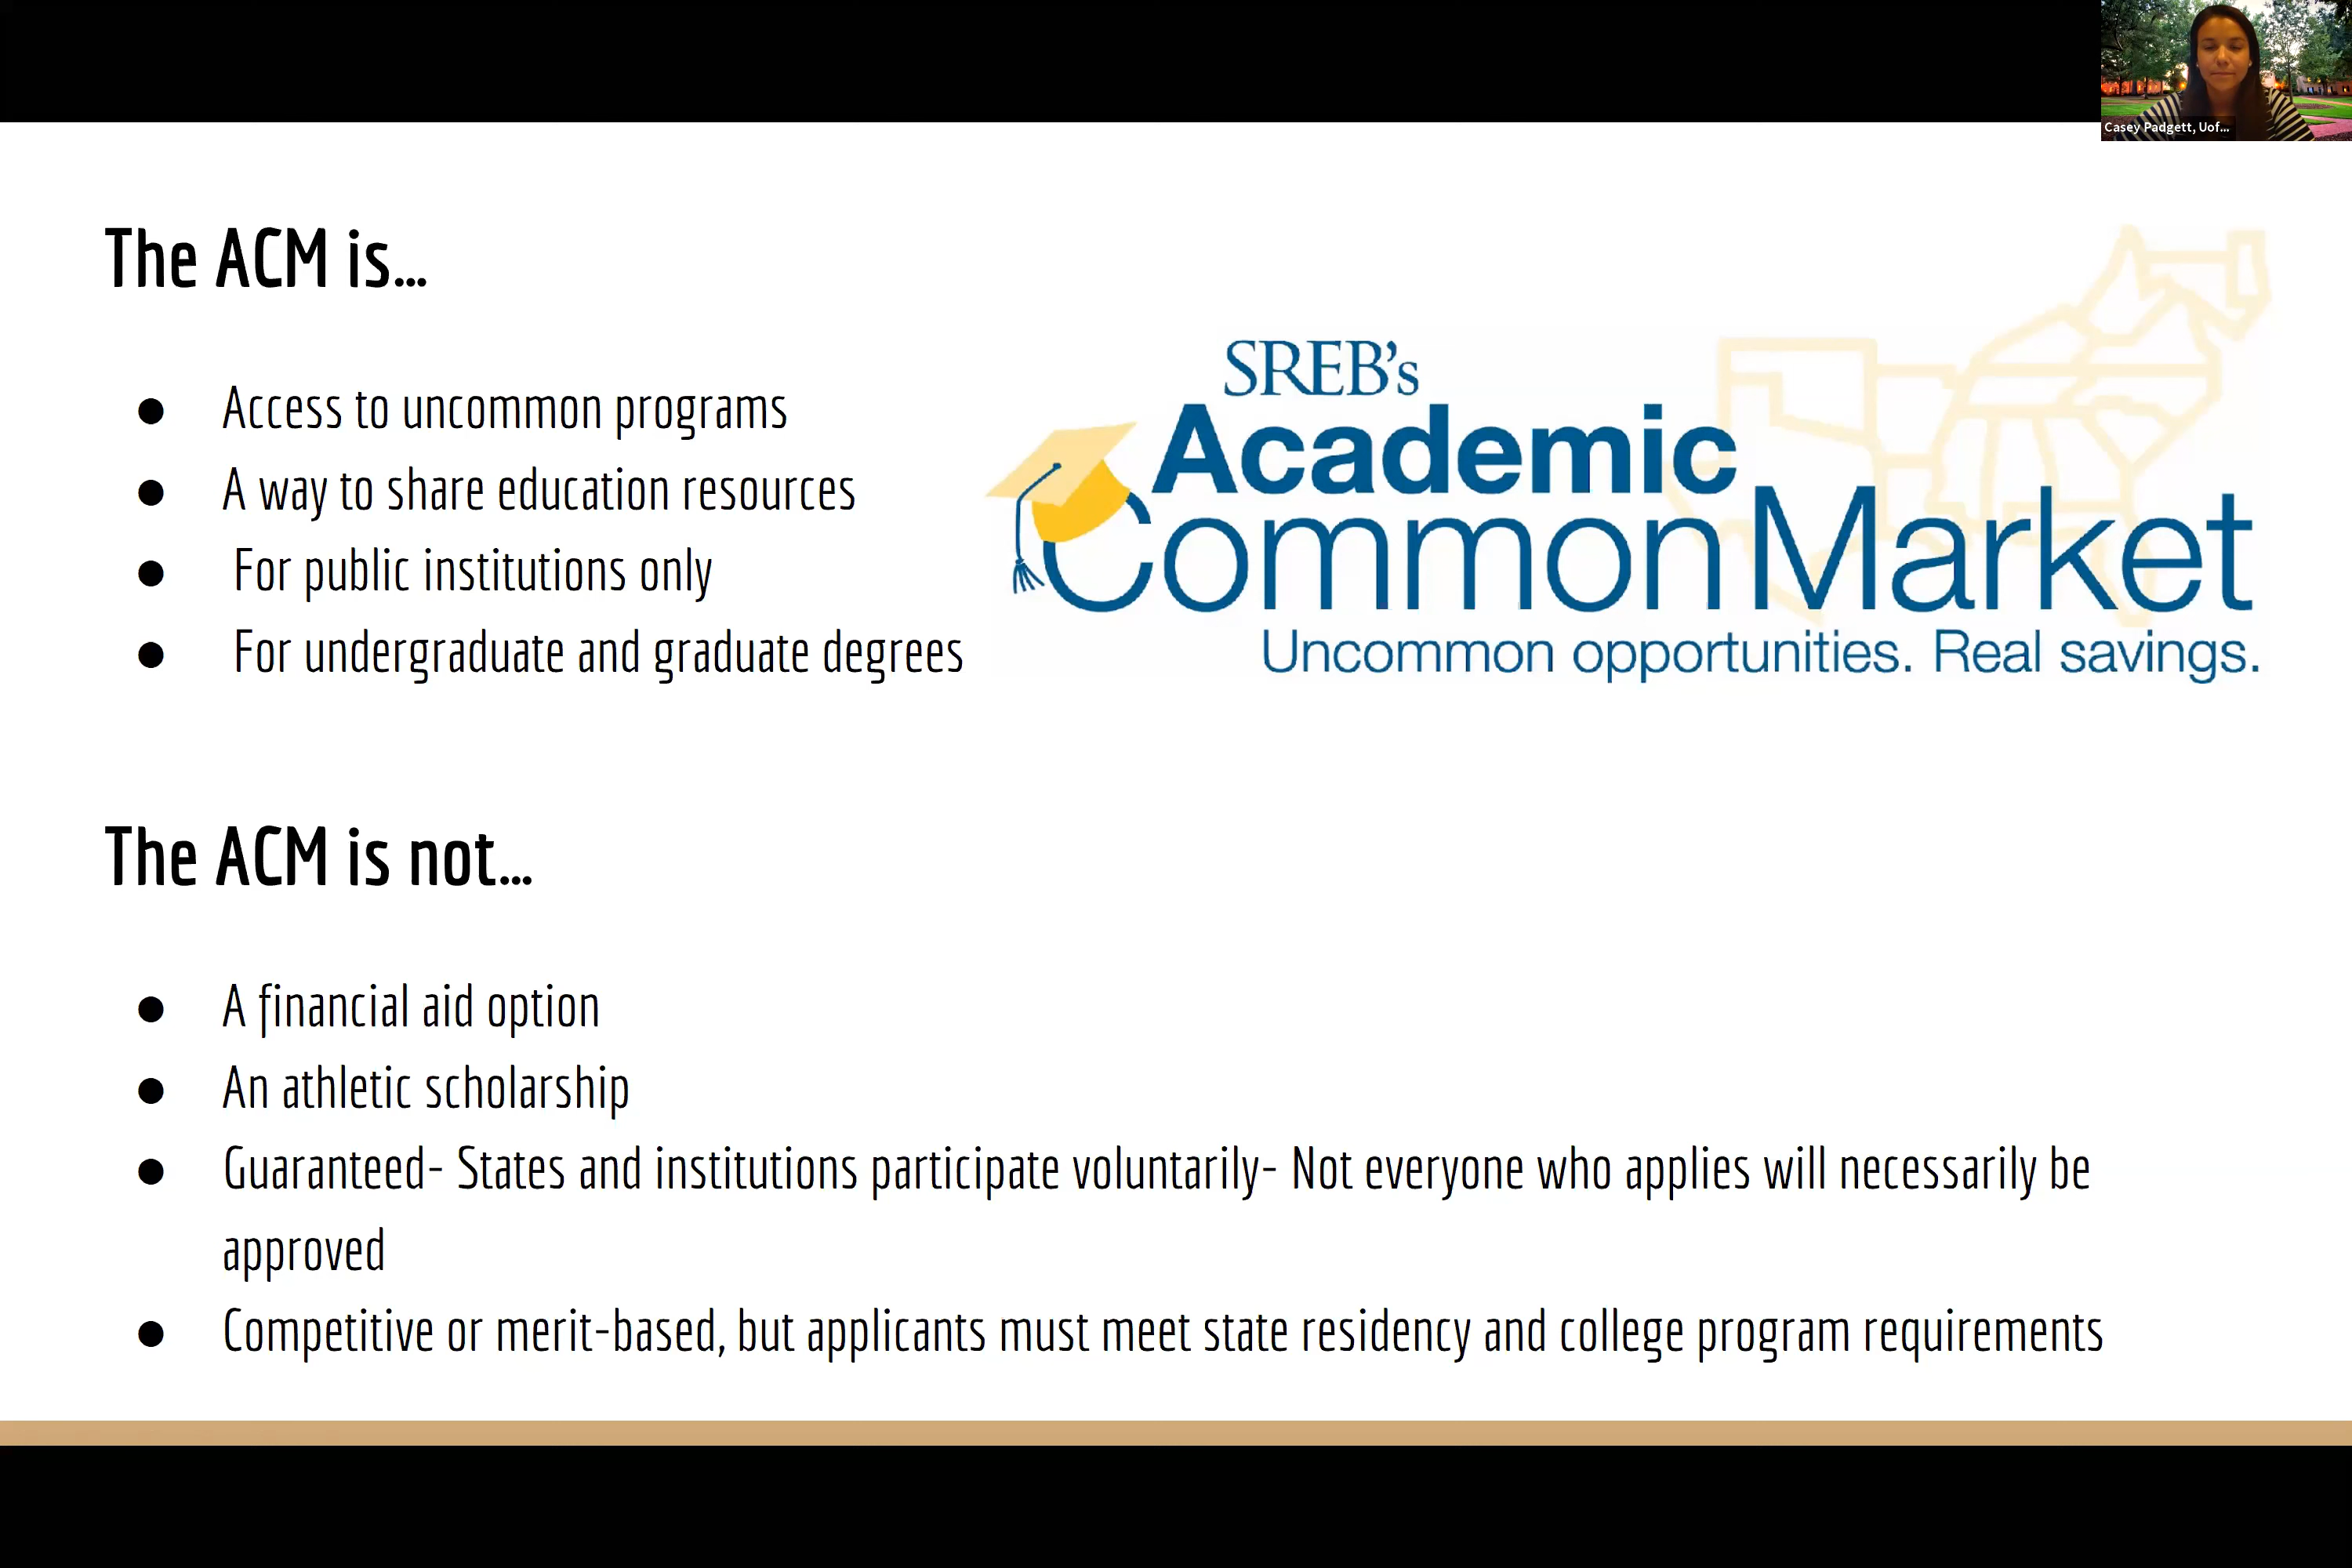 Casey Padgett, Uof...
The ACM is...
● Access to uncommon programs
● A way to share education resources
● For public institutions only
● For undergraduate and graduate degrees
SREB's
Academic
Common Market
Uncommon opportunities. Real savings.
The ACM is not...
● A financial aid option
● An athletic scholarship
● Guaranteed- States and institutions participate voluntarily- Not everyone who applies will necessarily be
approved
● Competitive or merit-based, but applicants must meet state residency and college program requirements